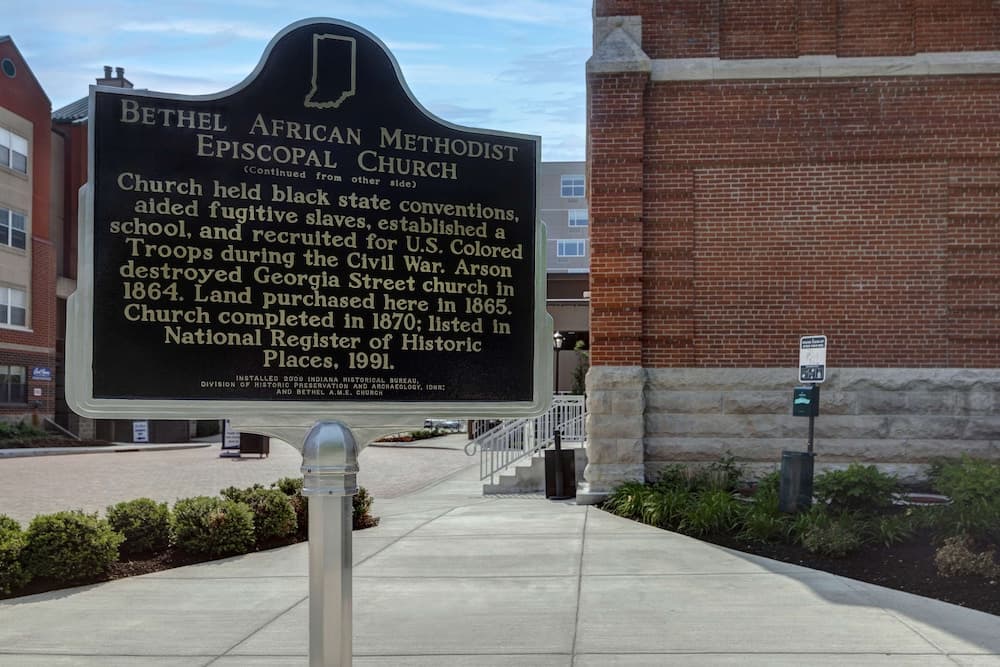 Bethel African Methodist
Episcopal Church
(Continued from other side)
Church held black state conventions,
aided fugitive slaves, established a
school, and recruited for U.S. Colored
Troops during the Civil War. Arson
destroyed Georgia Street church in
1864. Land purchased here in 1865.
Church completed in 1870; listed in
National Register of Historic
Places, 1991.
INSTALLED 2009 INDIANA HISTORICAL BUREAU,
DIVISION OF HISTORIC PRESERVATION AND ARCHAEOLOGY, IDNR;
AND BETHEL A.M.E. CHURCH